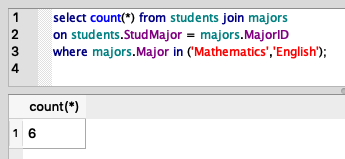 1 select count(*) from students join majors
2 on students.StudMajor = majors.MajorID
3 where majors.Major in ('Mathematics','English');
4
count(*)
1 6